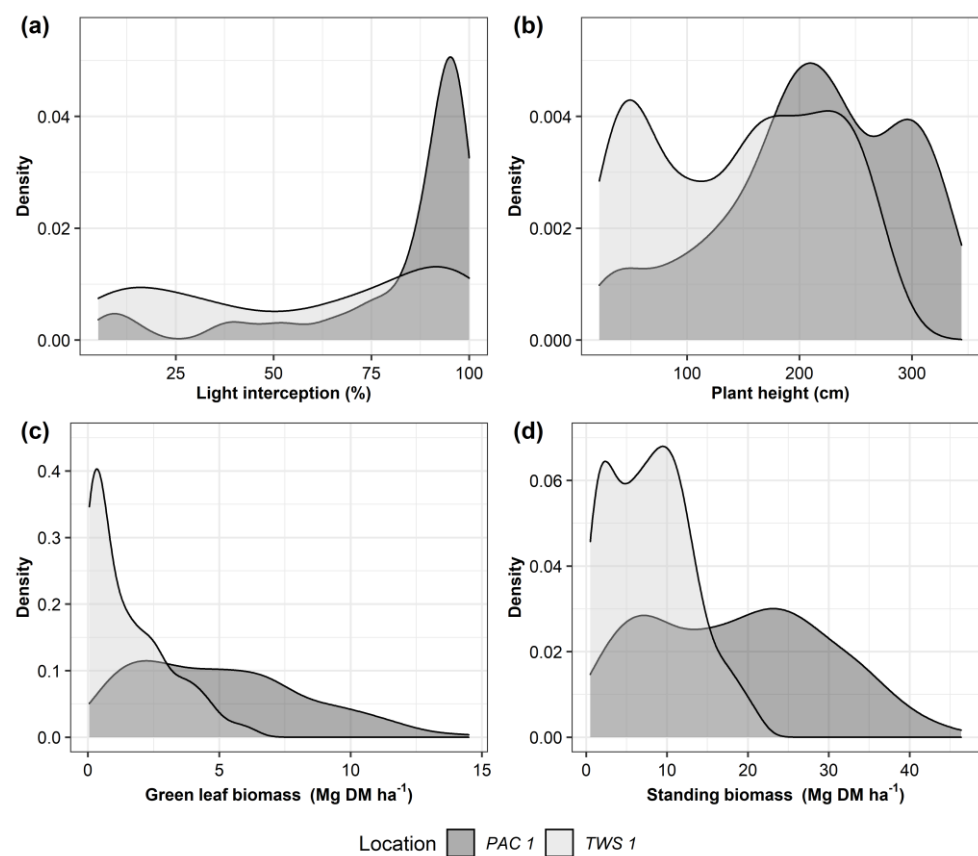 (a)
0.04
0.02
0.00
Density
25
50
75
100
Light interception (%)
(b)
0.004
0.002
0.000
Density
100
200
300
Plant height (cm)
(c)
0.4
0.3
0.2
0.1
0.0
Density
0
5
10
15
Green leaf biomass (Mg DM ha⁻¹)
(d)
0.06
0.04
0.02
0.00
Density
0
10
20
30
40
Standing biomass (Mg DM ha⁻¹)
Location PAC 1 TWS 1